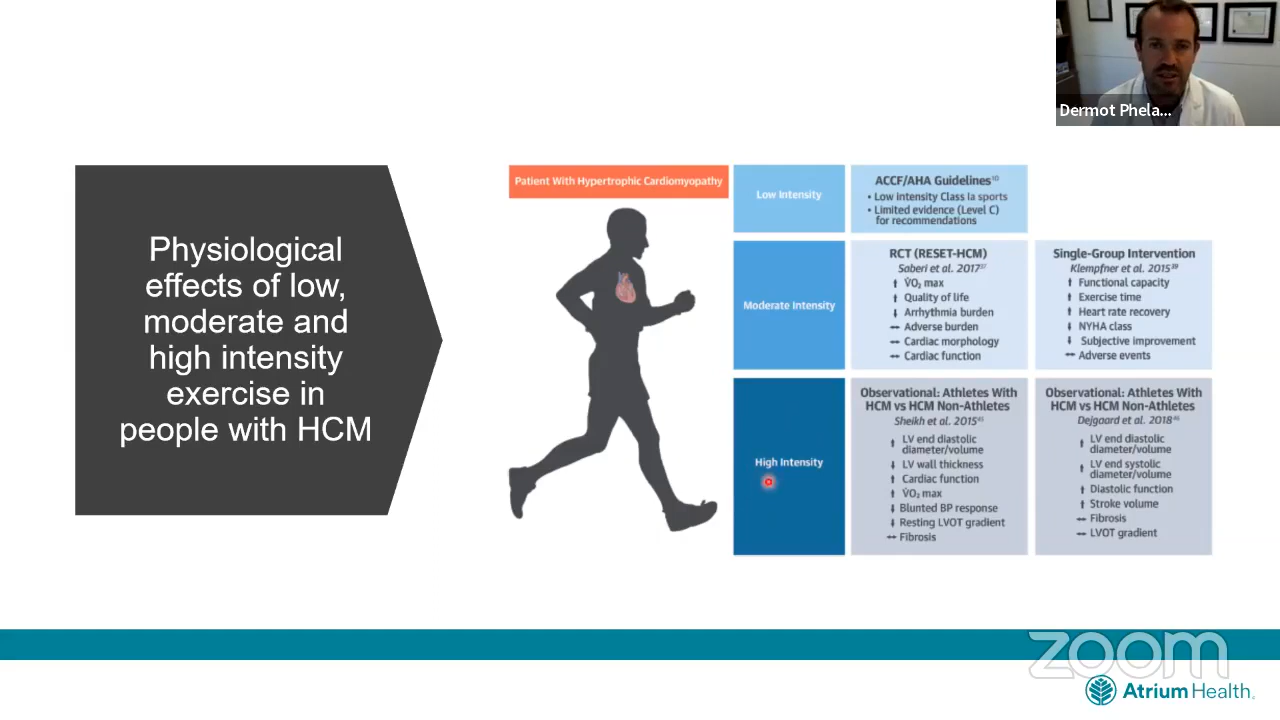 Dermot Phela...
Physiological
effects of low,
moderate and
high intensity
exercise in
people with HCM
Patient With Hypertrophic Cardiomyopathy
Low Intensity
ACCF/AHA Guidelines¹⁰
• Low intensity Class Ia sports
• Limited evidence (Level C)
for recommendations
Moderate Intensity
RCT (RESET-HCM)
Saberi et al. 2017³⁷
↑ V̇O₂ max
↑ Quality of life
↓ Arrhythmia burden
↔ Adverse burden
↔ Cardiac morphology
↔ Cardiac function
Single-Group Intervention
Klempfner et al. 2015³⁹
↑ Functional capacity
↑ Exercise time
↑ Heart rate recovery
↓ NYHA class
↓ Subjective improvement
↔ Adverse events
High Intensity
Observational: Athletes With
HCM vs HCM Non-Athletes
Sheikh et al. 2015⁴⁵
↑ LV end diastolic
diameter/volume
↓ LV wall thickness
↑ Cardiac function
↑ V̇O₂ max
↓ Blunted BP response
↓ Resting LVOT gradient
↔ Fibrosis
Observational: Athletes With
HCM vs HCM Non-Athletes
Dejgaard et al. 2018⁴⁶
↑ LV end diastolic
diameter/volume
↑ LV end systolic
diameter/volume
↑ Diastolic function
↑ Stroke volume
↔ Fibrosis
↔ LVOT gradient
zoom
Atrium Health